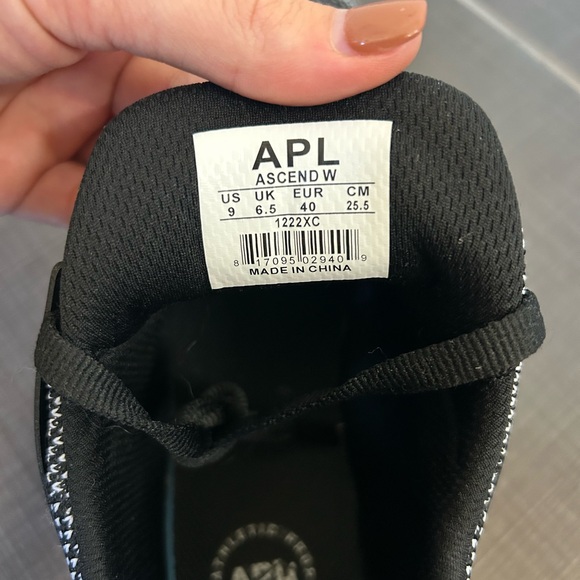 APL
ASCEND W
US UK EUR CM
9 6.5 40 25.5
1222XC
8 17095 02940 9
MADE IN CHINA
APL